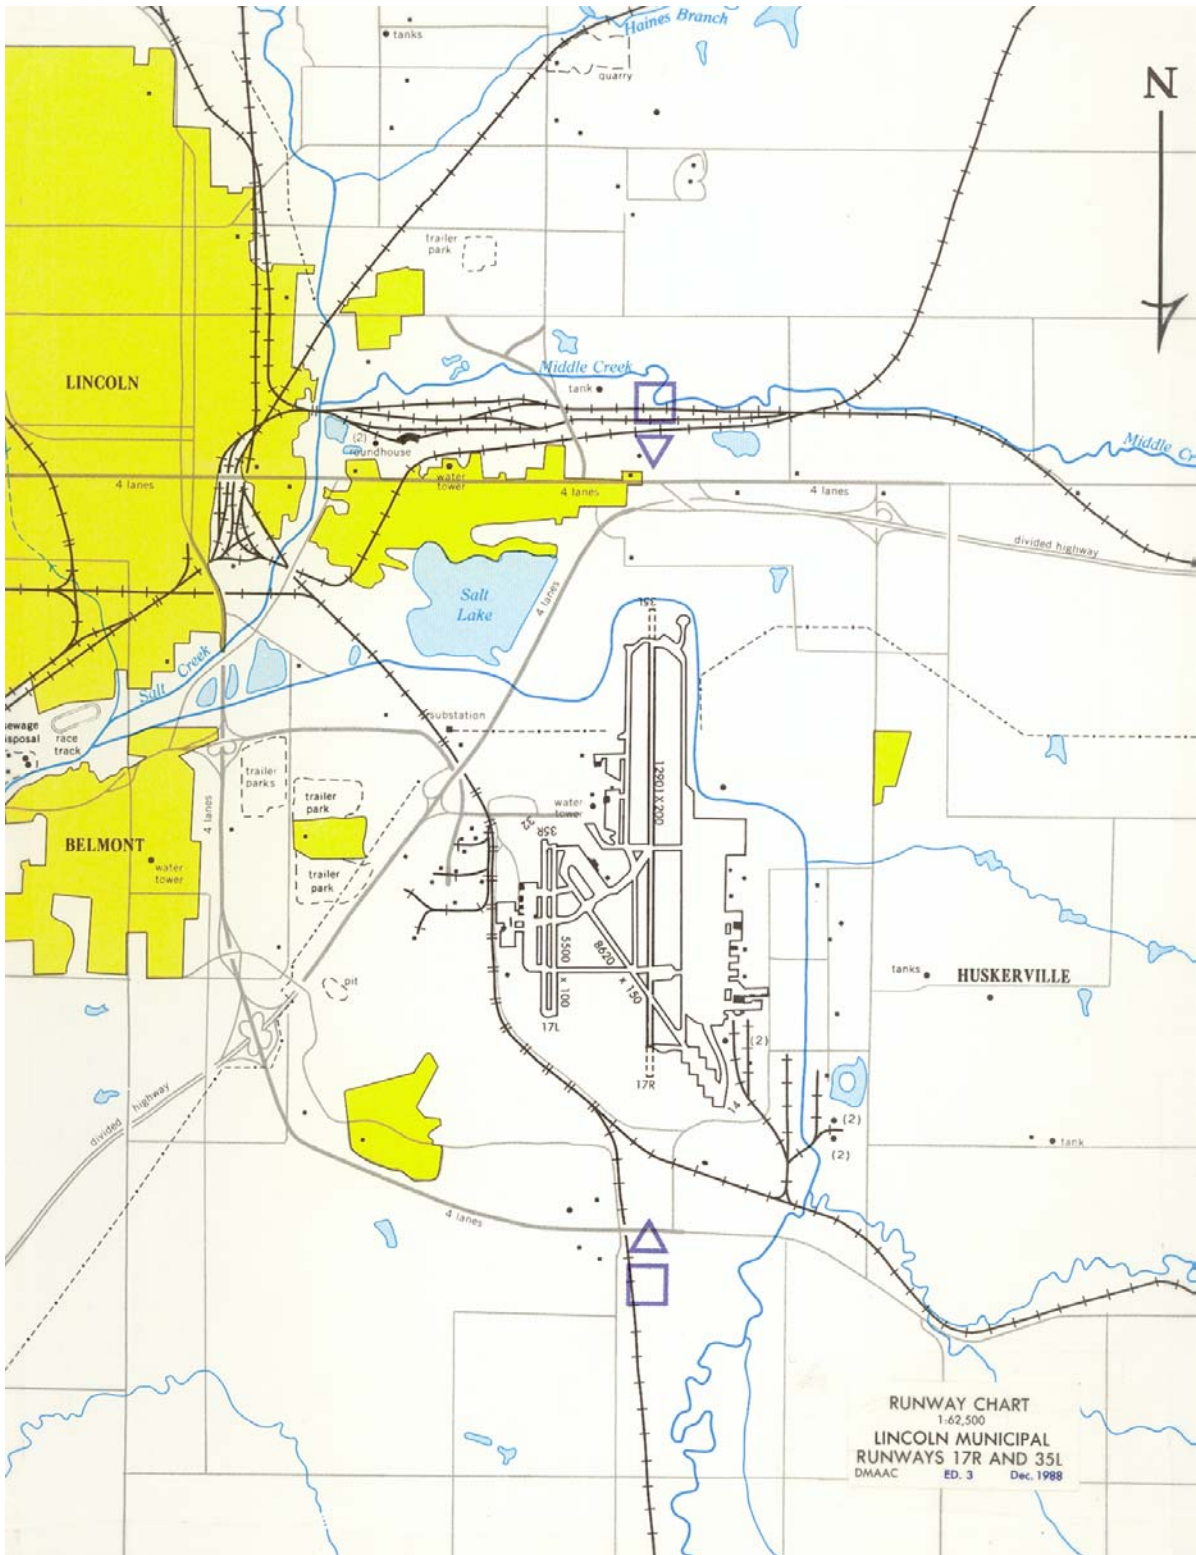 Haines Branch
tanks
quarry
N
trailer
park
Middle Creek
LINCOLN
tank
(2)
roundhouse
water
tower
Middle Cr
4 lanes
4 lanes
4 lanes
divided highway
Salt
Lake
4 lanes
35L
Salt Creek
sewage
isposal
race
track
substation
trailer
parks
12901 X 200
trailer
park
water
tower
32
35R
4 lanes
BELMONT
water
tower
trailer
park
5500 x 100
8620 x 150
tanks
HUSKERVILLE
pit
17L
(2)
17R
14
divided highway
(2)
(2)
tank
4 lanes
RUNWAY CHART
1:62,500
LINCOLN MUNICIPAL
RUNWAYS 17R AND 35L
DMAAC ED. 3 Dec. 1988